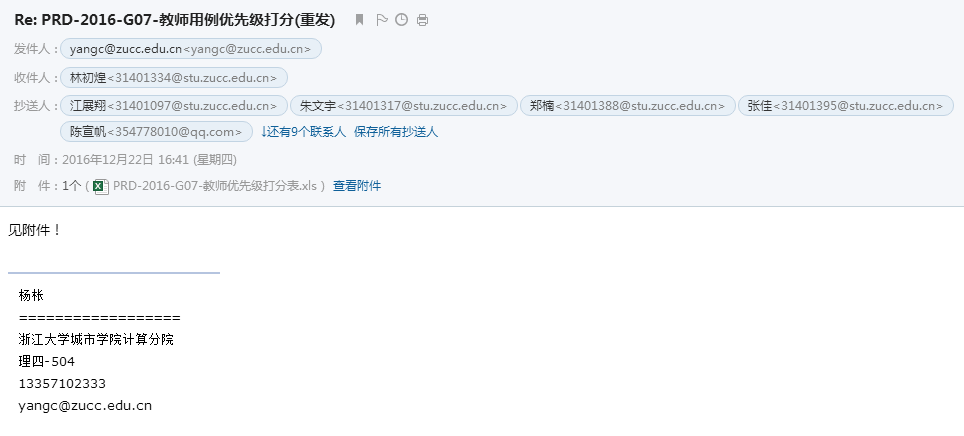 Re: PRD-2016-G07-教师用例优先级打分(重发)
发件人：yangc@zucc.edu.cn<yangc@zucc.edu.cn>
收件人：林初煌<31401334@stu.zucc.edu.cn>
抄送人：江展翔<31401097@stu.zucc.edu.cn> 朱文宇<31401317@stu.zucc.edu.cn> 郑楠<31401388@stu.zucc.edu.cn> 张佳<31401395@stu.zucc.edu.cn>
陈宣帆<354778010@qq.com> ↓还有9个联系人 保存所有抄送人
时 间：2016年12月22日 16:41 (星期四)
附 件：1个 ( PRD-2016-G07-教师优先级打分表.xls ) 查看附件
见附件！
杨枨
==================
浙江大学城市学院计算分院
理四-504
13357102333
yangc@zucc.edu.cn